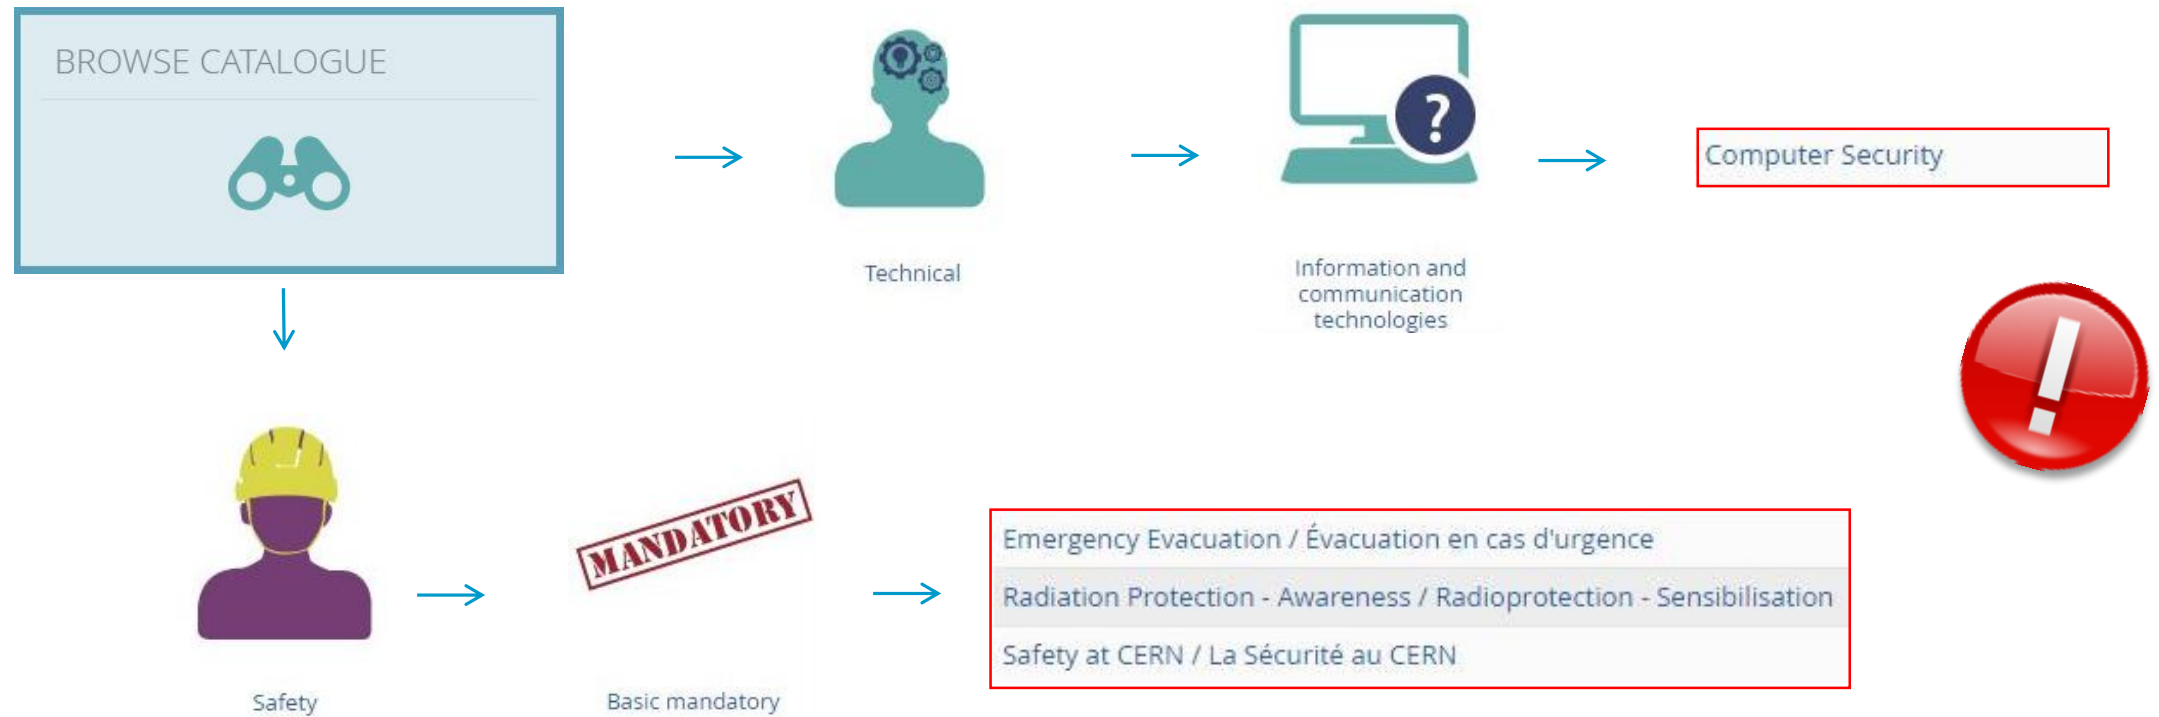 BROWSE CATALOGUE
Technical
?
Information and
communication
technologies
Computer Security
!
Safety
MANDATORY
Basic mandatory
Emergency Evacuation / Évacuation en cas d'urgence
Radiation Protection - Awareness / Radioprotection - Sensibilisation
Safety at CERN / La Sécurité au CERN